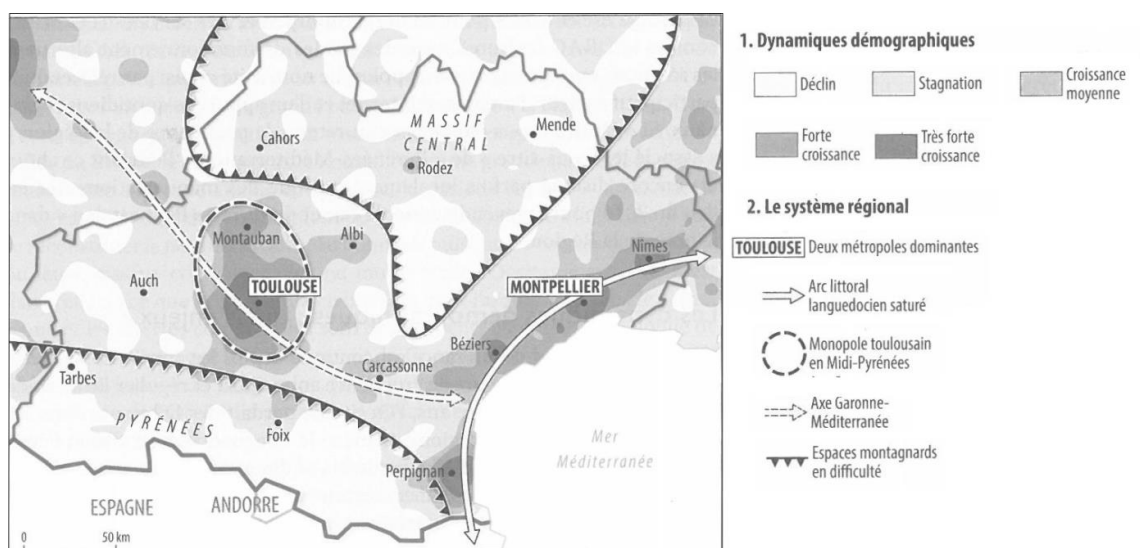 Cahors
MASSIF
CENTRAL
Mende
Rodez
Montauban
Albi
Nîmes
Auch
TOULOUSE
MONTPELLIER
Béziers
Tarbes
Carcassonne
PYRÉNÉES
Foix
Mer
Méditerranée
Perpignan
ESPAGNE
ANDORRE
0 50 km
1. Dynamiques démographiques
Déclin
Stagnation
Croissance
moyenne
Forte
croissance
Très forte
croissance
2. Le système régional
TOULOUSE Deux métropoles dominantes
Arc littoral
languedocien saturé
Monopole toulousain
en Midi-Pyrénées
Axe Garonne-
Méditerranée
Espaces montagnards
en difficulté